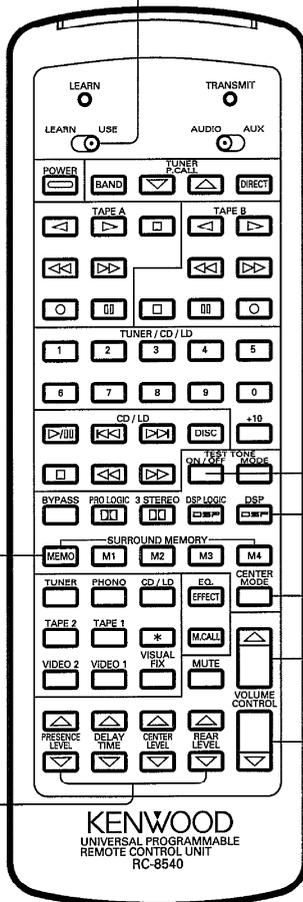 LEARN TRANSMIT
LEARN USE AUDIO AUX
POWER TUNER
P.CALL
BAND DIRECT
TAPE A TAPE B
TUNER / CD / LD
1 2 3 4 5
6 7 8 9 0
CD / LD +10
DISC
TEST TONE
ON / OFF MODE
BYPASS PRO LOGIC 3 STEREO DSP LOGIC DSP
DSP DSP
SURROUND MEMORY
MEMO M1 M2 M3 M4
TUNER PHONO CD / LD EQ. CENTER
MODE
EFFECT
TAPE 2 TAPE 1
* M.CALL
VIDEO 2 VIDEO 1 VISUAL
FIX MUTE
VOLUME
CONTROL
PRESENCE
LEVEL DELAY
TIME CENTER
LEVEL REAR
LEVEL
KENWOOD
UNIVERSAL PROGRAMMABLE
REMOTE CONTROL UNIT
RC-8540